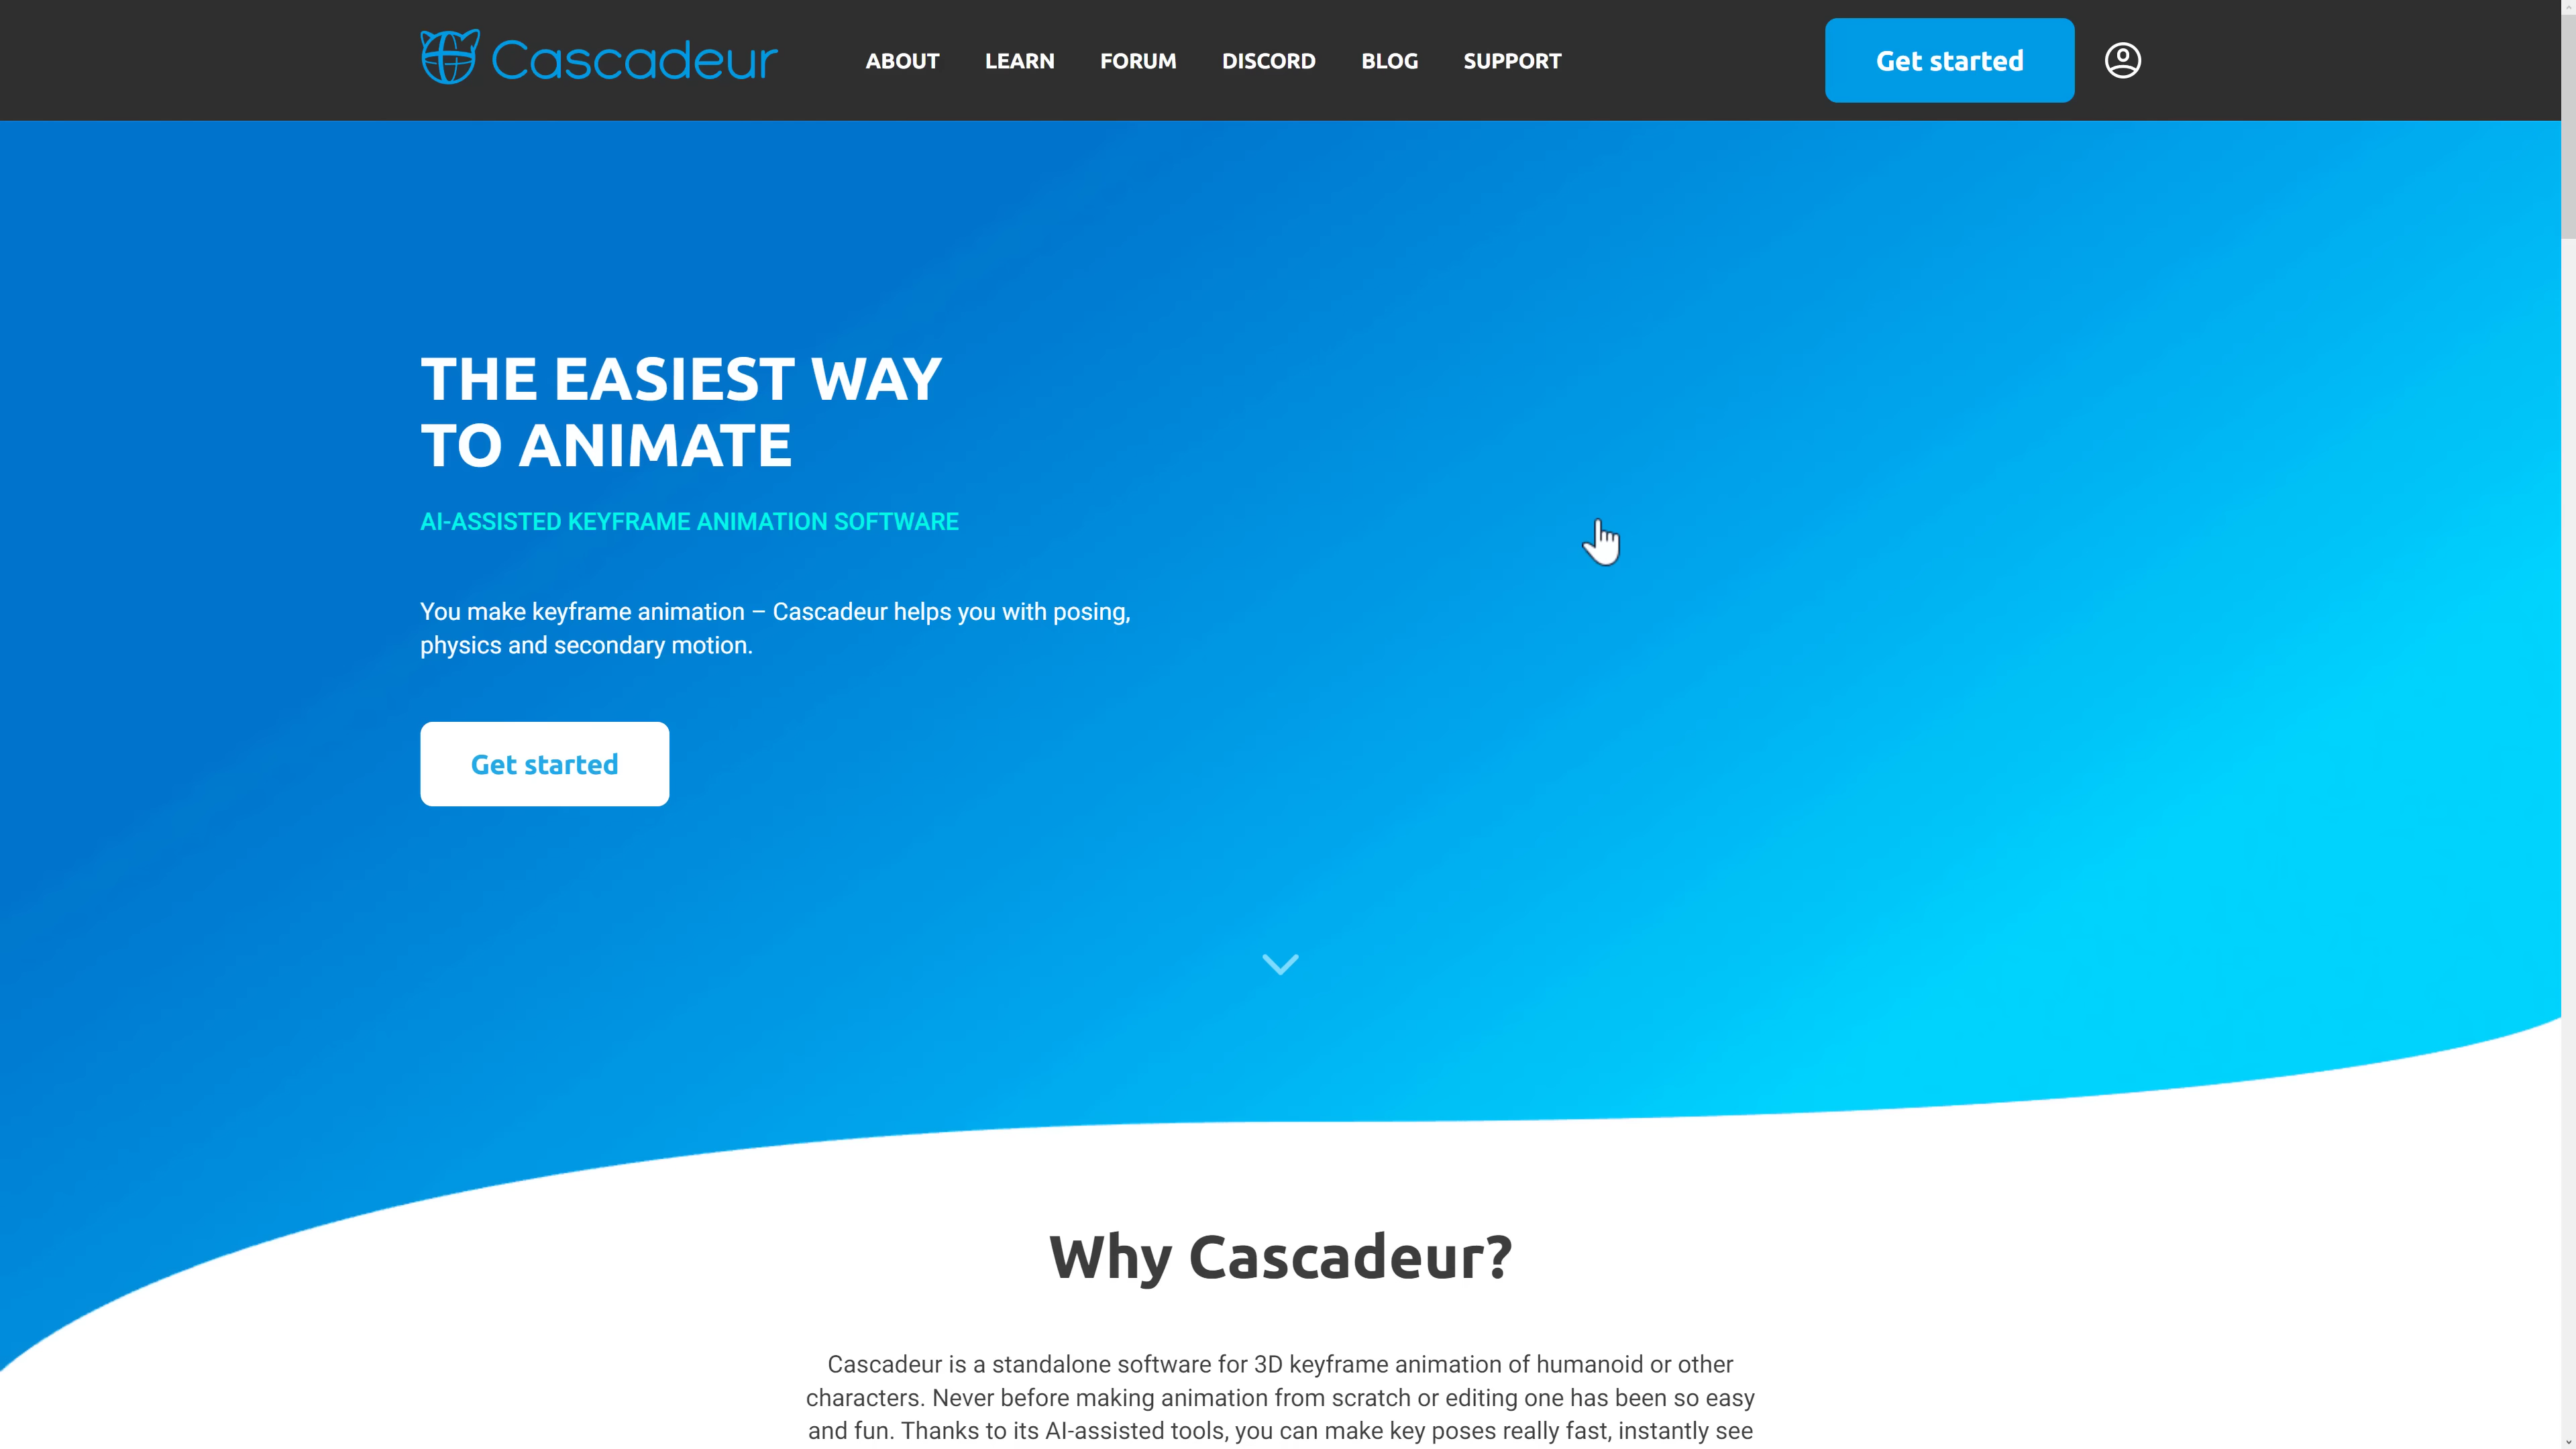 Cascadeur
ABOUT LEARN FORUM DISCORD BLOG SUPPORT
Get started
THE EASIEST WAY
TO ANIMATE
AI-ASSISTED KEYFRAME ANIMATION SOFTWARE
You make keyframe animation – Cascadeur helps you with posing,
physics and secondary motion.
Get started
Why Cascadeur?
Cascadeur is a standalone software for 3D keyframe animation of humanoid or other
characters. Never before making animation from scratch or editing one has been so easy
and fun. Thanks to its AI-assisted tools, you can make key poses really fast, instantly see